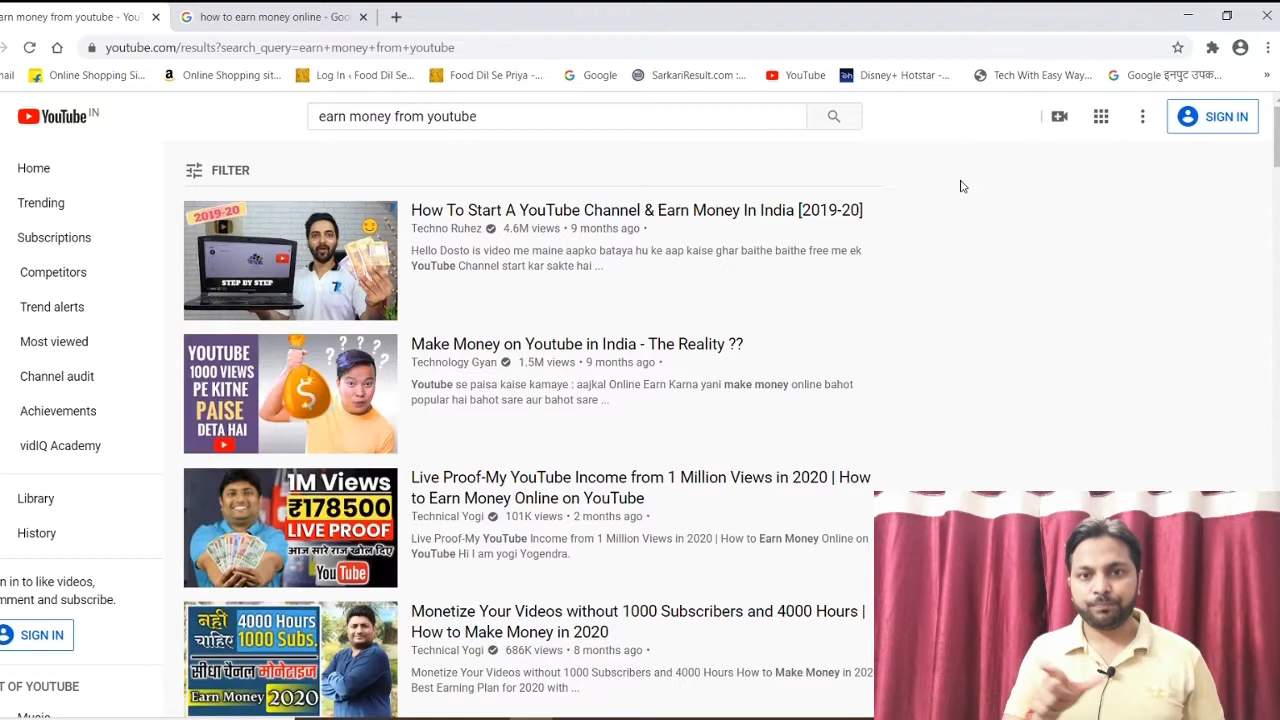 arn money from youtube - You
how to earn money online - Goo
youtube.com/results?search_query=earn+money+from+youtube
mail
Online Shopping Si...
Online Shopping sit...
Log In ‹ Food Dil Se...
Food Dil Se Priya -...
Google
SarkariResult.com :...
YouTube
Disney+ Hotstar -...
Tech With Easy Way...
Google इनपुट उपक...
»
YouTube IN
earn money from youtube
SIGN IN
Home
Trending
Subscriptions
Competitors
Trend alerts
Most viewed
Channel audit
Achievements
vidIQ Academy
Library
History
n in to like videos,
mment and subscribe.
SIGN IN
T OF YOUTUBE
Music
FILTER
2019-20
STEP BY STEP
How To Start A YouTube Channel & Earn Money In India [2019-20]
Techno Ruhez 4.6M views • 9 months ago •
Hello Dosto is video me maine aapko bataya hu ke aap kaise ghar baithe baithe free me ek
YouTube Channel start kar sakte hai ...
YOUTUBE
1000 VIEWS
PE KITNE
PAISE
DETA HAI
Make Money on Youtube in India - The Reality ??
Technology Gyan 1.5M views • 9 months ago •
Youtube se paisa kaise kamaye : aajkal Online Earn Karna yani make money online bahot
popular hai bahot sare aur bahot sare ...
1M Views
₹178500
LIVE PROOF
आज सारे राज खोल दिए
YouTube
Live Proof-My YouTube Income from 1 Million Views in 2020 | How
to Earn Money Online on YouTube
Technical Yogi 101K views • 2 months ago •
Live Proof-My YouTube Income from 1 Million Views in 2020 | How to Earn Money Online on
YouTube Hi I am yogi Yogendra.
नही चाहिए
4000 Hours
1000 Subs.
सीधा चैनल मोनेटाइज
Earn Money 2020
Monetize Your Videos without 1000 Subscribers and 4000 Hours |
How to Make Money in 2020
Technical Yogi 686K views • 8 months ago •
Monetize Your Videos without 1000 Subscribers and 4000 Hours How to Make Money in 202
Best Earning Plan for 2020 with ...